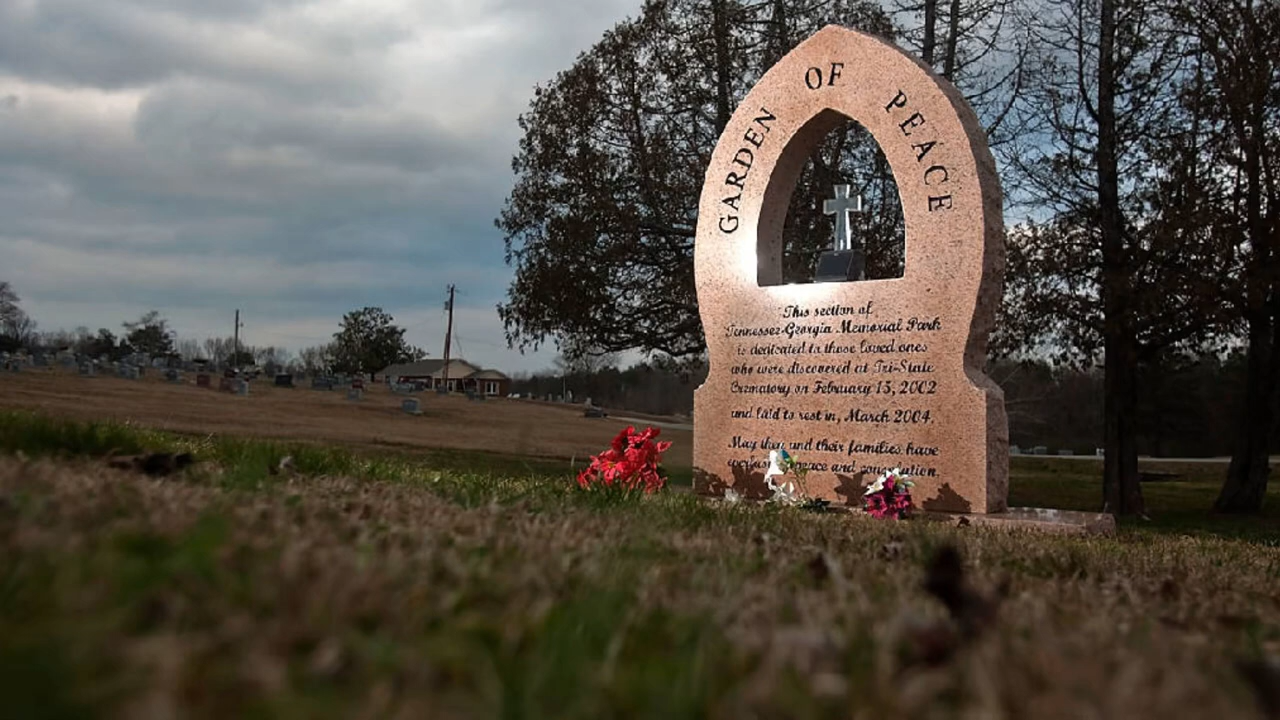 GARDEN OF PEACE
This section of
Tennessee-Georgia Memorial Park
is dedicated to those loved ones
who were discovered at Tri-State
Crematory on February 15, 2002
and laid to rest in, March 2004.
May they and their families have
peace and consolation.